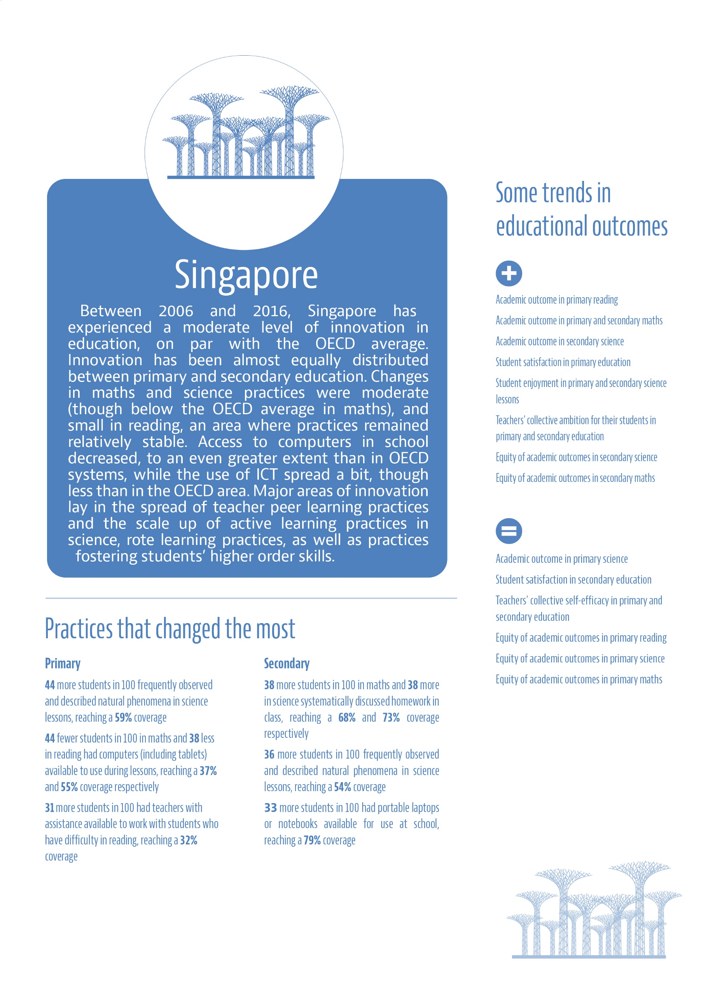 Singapore
Between 2006 and 2016, Singapore has
experienced a moderate level of innovation in
education, on par with the OECD average.
Innovation has been almost equally distributed
between primary and secondary education. Changes
in maths and science practices were moderate
(though below the OECD average in maths), and
small in reading, an area where practices remained
relatively stable. Access to computers in school
decreased, to an even greater extent than in OECD
systems, while the use of ICT spread a bit, though
less than in the OECD area. Major areas of innovation
lay in the spread of teacher peer learning practices
and the scale up of active learning practices in
science, rote learning practices, as well as practices
fostering students’ higher order skills.
Practices that changed the most
Primary
44 more students in 100 frequently observed
and described natural phenomena in science
lessons, reaching a 59% coverage
44 fewer students in 100 in maths and 38 less
in reading had computers (including tablets)
available to use during lessons, reaching a 37%
and 55% coverage respectively
31 more students in 100 had teachers with
assistance available to work with students who
have difficulty in reading, reaching a 32%
coverage
Secondary
38 more students in 100 in maths and 38 more
in science systematically discussed homework in
class, reaching a 68% and 73% coverage
respectively
36 more students in 100 frequently observed
and described natural phenomena in science
lessons, reaching a 54% coverage
33 more students in 100 had portable laptops
or notebooks available for use at school,
reaching a 79% coverage
Some trends in
educational outcomes
+
Academic outcome in primary reading
Academic outcome in primary and secondary maths
Academic outcome in secondary science
Student satisfaction in primary education
Student enjoyment in primary and secondary science
lessons
Teachers’ collective ambition for their students in
primary and secondary education
Equity of academic outcomes in secondary science
Equity of academic outcomes in secondary maths
=
Academic outcome in primary science
Student satisfaction in secondary education
Teachers’ collective self-efficacy in primary and
secondary education
Equity of academic outcomes in primary reading
Equity of academic outcomes in primary science
Equity of academic outcomes in primary maths